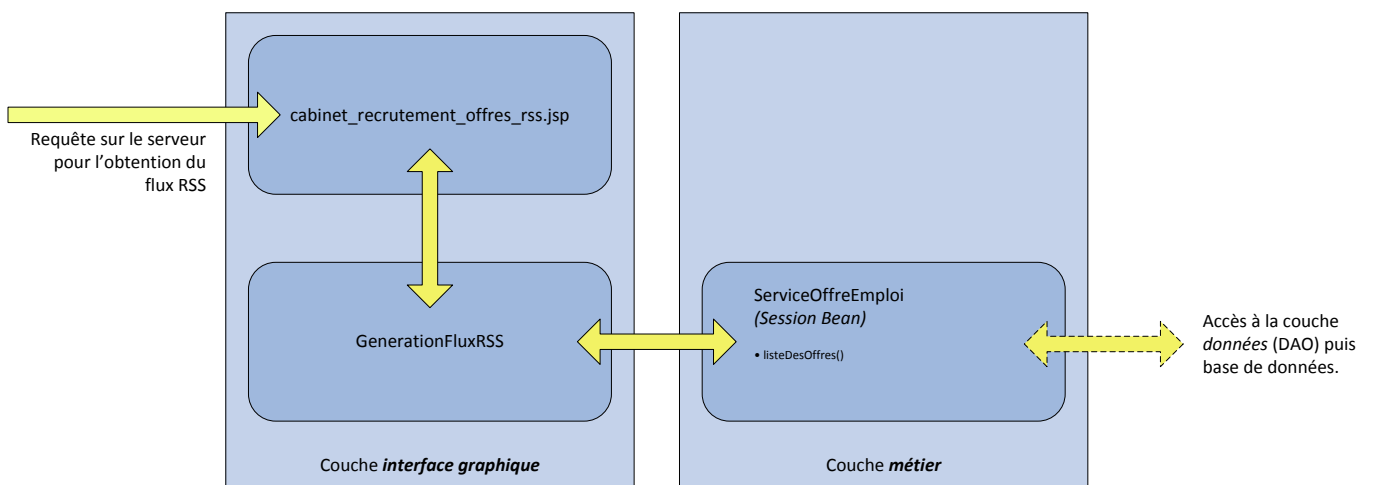 cabinet_recrutement_offres_rss.jsp
Requête sur le serveur
pour l’obtention du
flux RSS
GenerationFluxRSS
ServiceOffreEmploi
(Session Bean)
• listeDesOffres()
Accès à la couche
données (DAO) puis
base de données.
Couche interface graphique
Couche métier